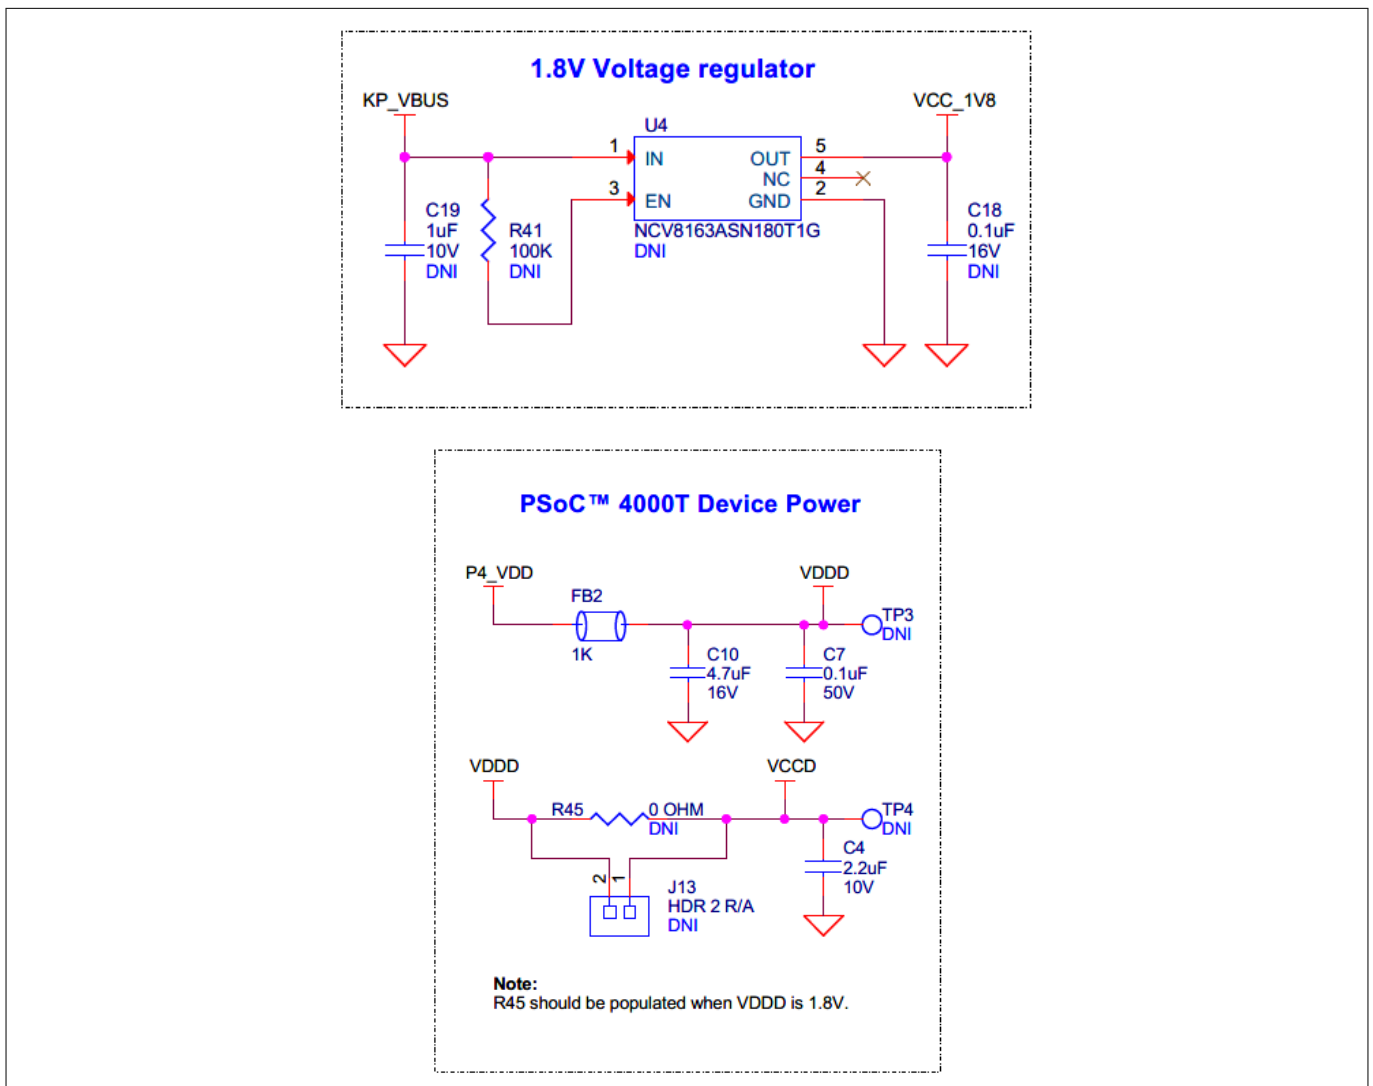 1.8V Voltage regulator
KP_VBUS
VCC_1V8
U4
1
IN
OUT
5
NC
4
3
EN
GND
2
C19
1uF
10V
DNI
R41
100K
DNI
NCV8163ASN180T1G
DNI
C18
0.1uF
16V
DNI
PSoC™ 4000T Device Power
P4_VDD
VDDD
FB2
1K
TP3
DNI
C10
4.7uF
16V
C7
0.1uF
50V
VDDD
VCCD
R45
0 OHM
DNI
TP4
DNI
C4
2.2uF
10V
2
1
J13
HDR 2 R/A
DNI
Note:
R45 should be populated when VDDD is 1.8V.